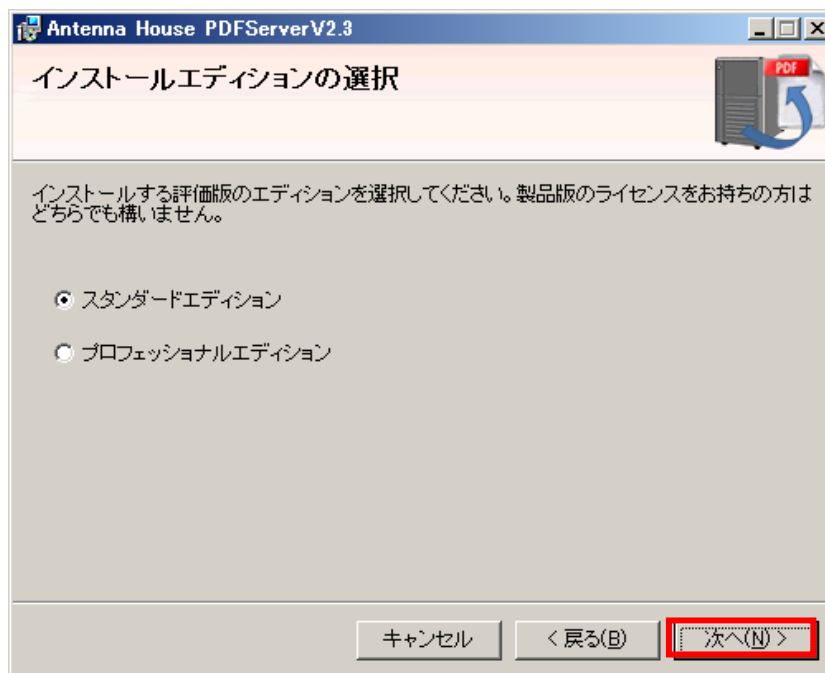 Antenna House PDFServerV2.3
インストールエディションの選択
PDF
インストールする評価版のエディションを選択してください。製品版のライセンスをお持ちの方は
どちらでも構いません。
スタンダードエディション
プロフェッショナルエディション
キャンセル
< 戻る(B)
次へ(N) >